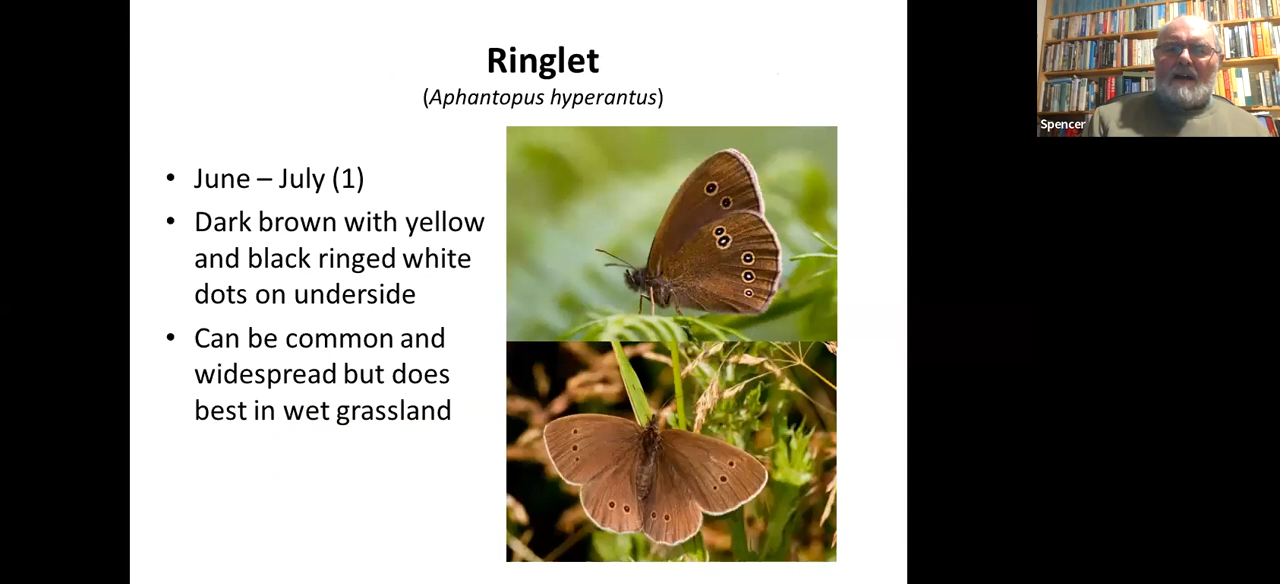 Ringlet
(Aphantopus hyperantus)
• June – July (1)
• Dark brown with yellow
and black ringed white
dots on underside
• Can be common and
widespread but does
best in wet grassland
Spencer